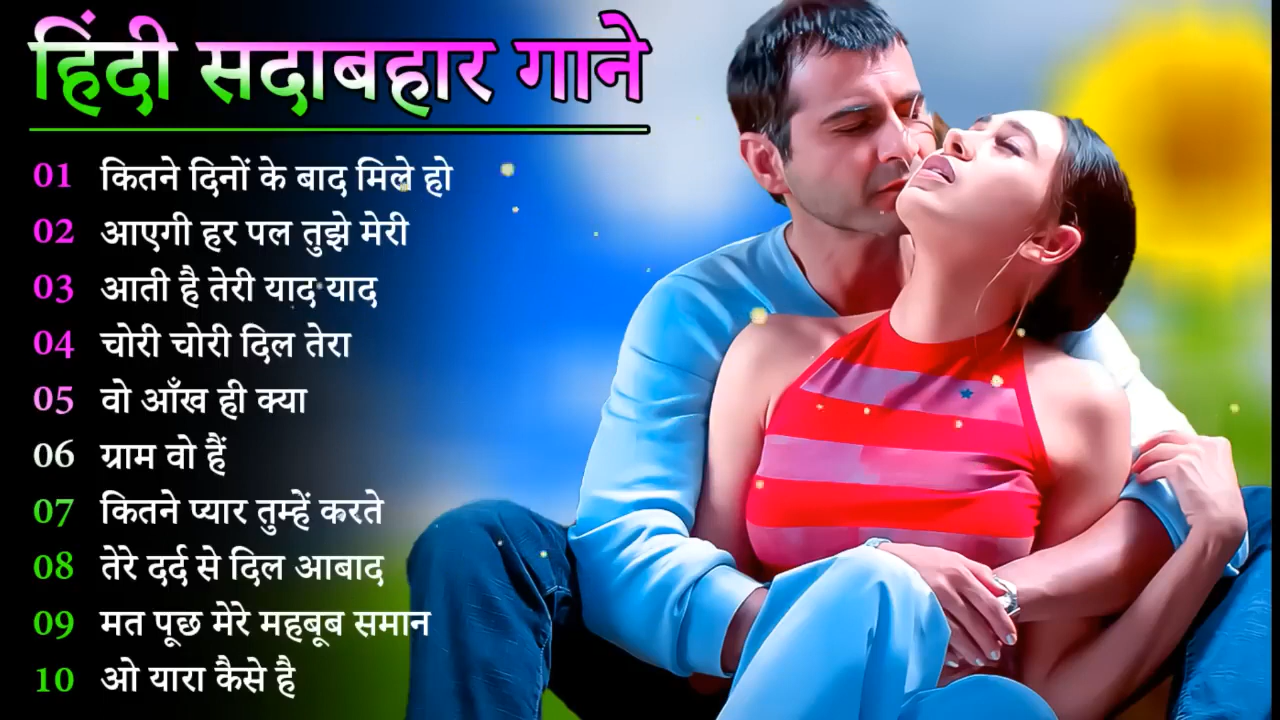 हिंदी सदाबहार गाने
01 कितने दिनों के बाद मिले हो
02 आएगी हर पल तुझे मेरी
03 आती है तेरी याद याद
04 चोरी चोरी दिल तेरा
05 वो आँख ही क्या
06 ग्राम वो हैं
07 कितने प्यार तुम्हें करते
08 तेरे दर्द से दिल आबाद
09 मत पूछ मेरे महबूब समान
10 ओ यारा कैसे है